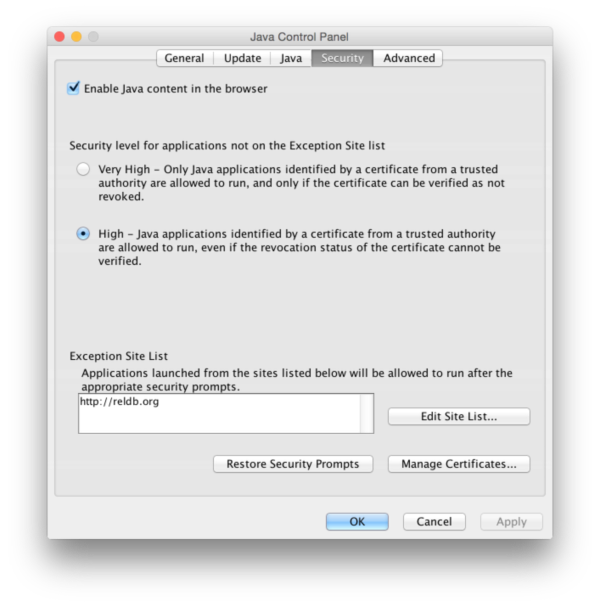 Java Control Panel
General Update Java Security Advanced
Enable Java content in the browser
Security level for applications not on the Exception Site list
Very High – Only Java applications identified by a certificate from a trusted
authority are allowed to run, and only if the certificate can be verified as not
revoked.
High – Java applications identified by a certificate from a trusted authority
are allowed to run, even if the revocation status of the certificate cannot be
verified.
Exception Site List
Applications launched from the sites listed below will be allowed to run after the
appropriate security prompts.
http://reldb.org
Edit Site List...
Restore Security Prompts Manage Certificates...
OK Cancel Apply